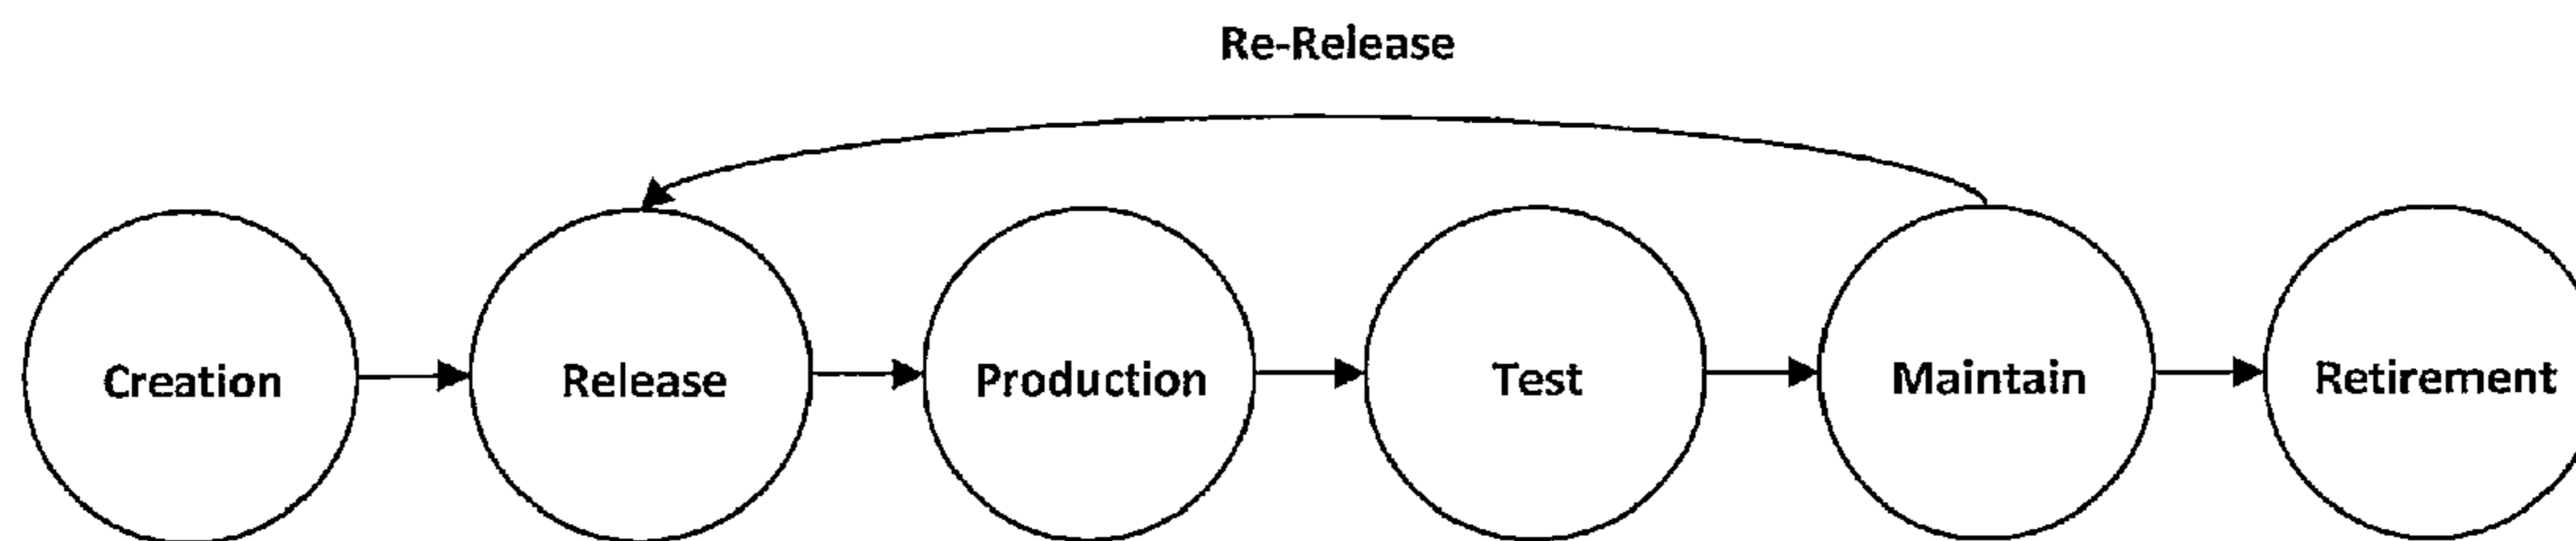 Re-Release
Creation
Release
Production
Test
Maintain
Retirement